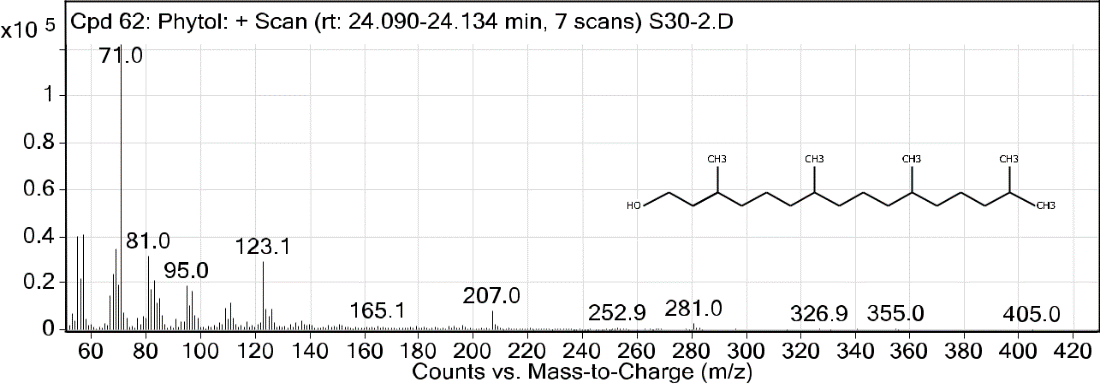 Cpd 62: Phytol: + Scan (rt: 24.090-24.134 min, 7 scans) S30-2.D
x10 5
71.0
1
0.8
0.6
0.4
0.2
0
CH3 CH3 CH3 CH3
HO CH3
81.0 123.1
95.0
165.1 207.0 252.9 281.0 326.9 355.0 405.0
60 80 100 120 140 160 180 200 220 240 260 280 300 320 340 360 380 400 420
Counts vs. Mass-to-Charge (m/z)